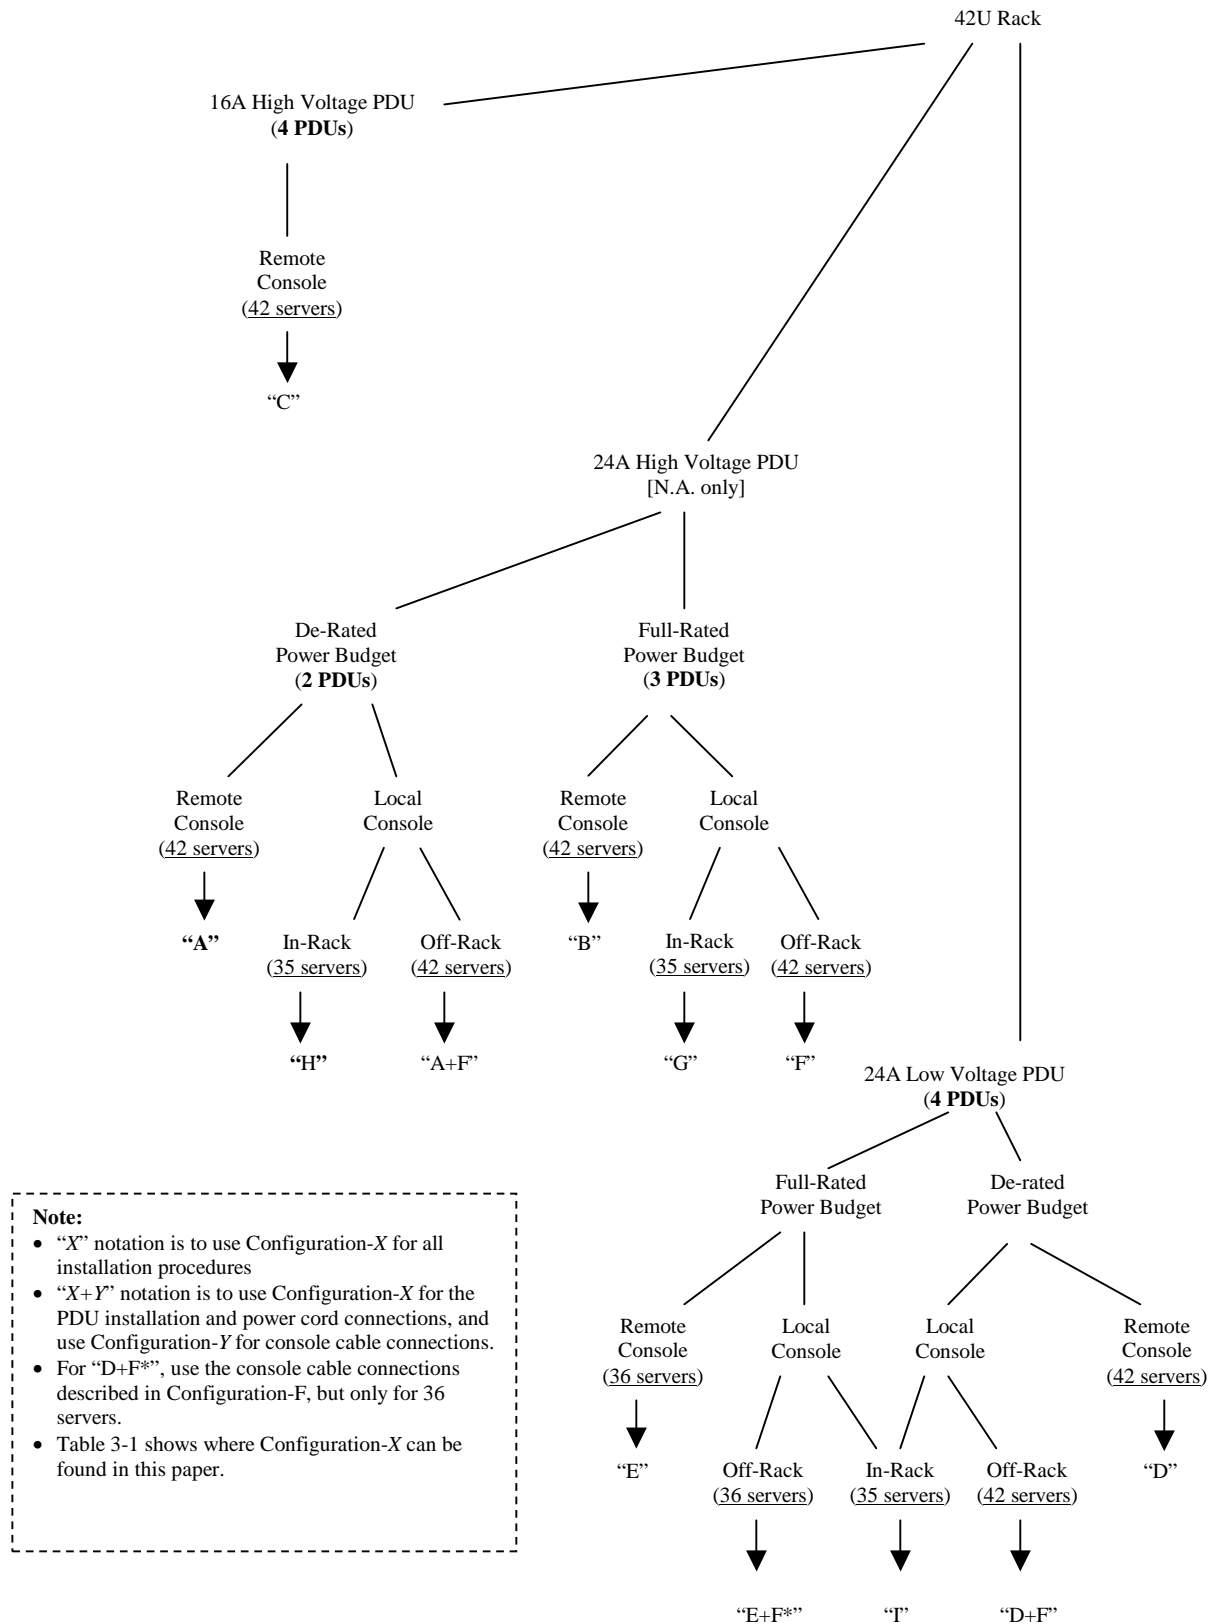 42U Rack
16A High Voltage PDU
(4 PDUs)
Remote
Console
(42 servers)
“C”
24A High Voltage PDU
[N.A. only]
De-Rated
Power Budget
(2 PDUs)
Full-Rated
Power Budget
(3 PDUs)
Remote
Console
(42 servers)
Local
Console
Remote
Console
(42 servers)
Local
Console
“A”
In-Rack
(35 servers)
Off-Rack
(42 servers)
“B”
In-Rack
(35 servers)
Off-Rack
(42 servers)
“H”
“A+F”
“G”
“F”
24A Low Voltage PDU
(4 PDUs)
Full-Rated
Power Budget
De-rated
Power Budget
Remote
Console
(36 servers)
Local
Console
Local
Console
Remote
Console
(42 servers)
“E”
Off-Rack
(36 servers)
In-Rack
(35 servers)
Off-Rack
(42 servers)
“D”
“E+F*”
“I”
“D+F”
Note:
• “X” notation is to use Configuration-X for all
installation procedures
• “X+Y” notation is to use Configuration-X for the
PDU installation and power cord connections, and
use Configuration-Y for console cable connections.
• For “D+F*”, use the console cable connections
described in Configuration-F, but only for 36
servers.
• Table 3-1 shows where Configuration-X can be
found in this paper.